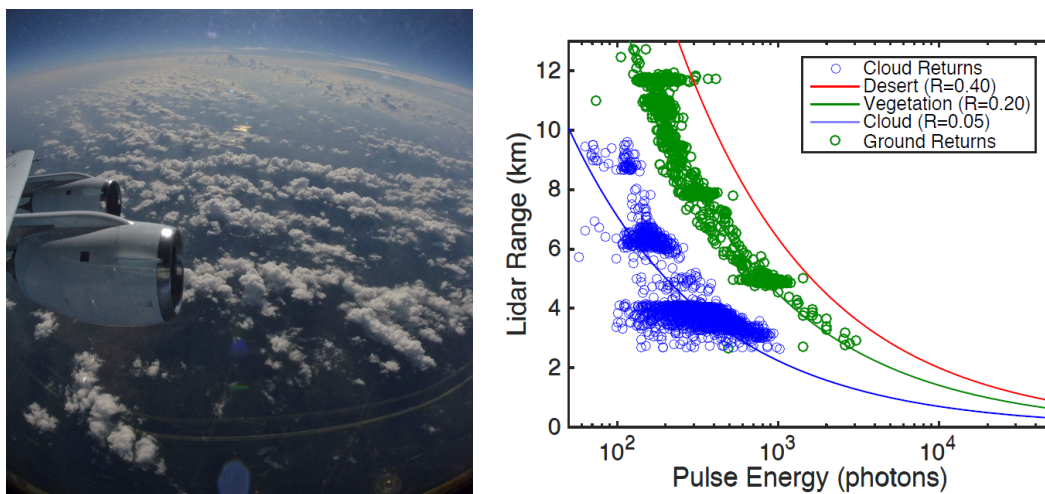 12
10
8
6
4
2
0
Lidar Range (km)
10²
10³
10⁴
Pulse Energy (photons)
Cloud Returns
Desert (R=0.40)
Vegetation (R=0.20)
Cloud (R=0.05)
Ground Returns